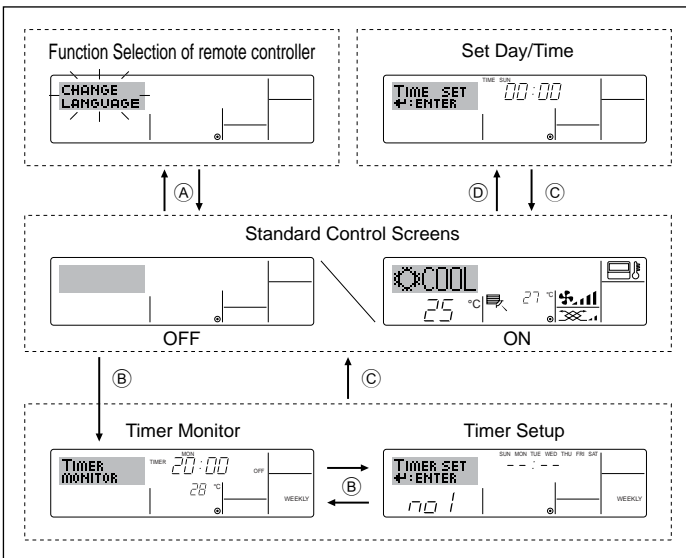 Function Selection of remote controller
CHANGE
LANGUAGE
Set Day/Time
TIME SUN
TIME SET
↵:ENTER
00:00
Ⓐ
Ⓓ
Ⓒ
Standard Control Screens
COOL
25 °C
27 °C
OFF
ON
Ⓑ
Ⓒ
Timer Monitor
TIMER
MONITOR
TIMER
MON
20:00
OFF
28 °C
WEEKLY
Ⓑ
Timer Setup
SUN MON TUE WED THU FRI SAT
TIMER SET
↵:ENTER
--:--
no 1
WEEKLY